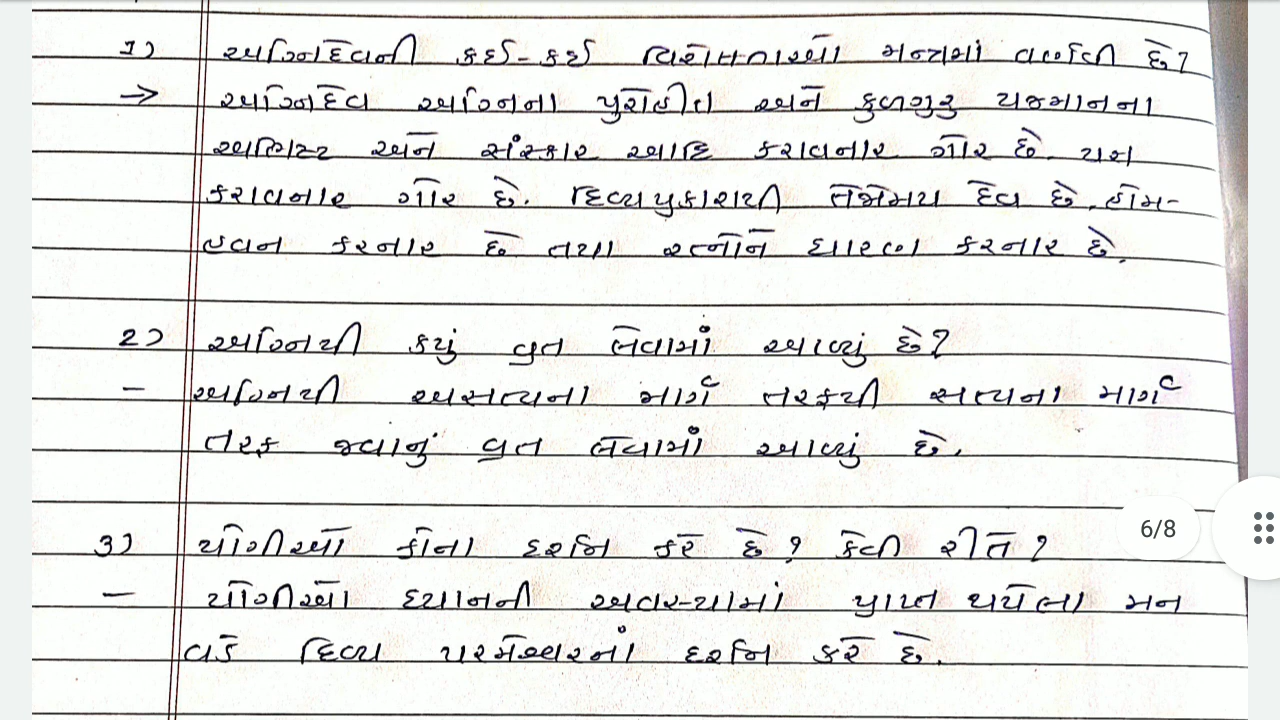 1) અગ્નિદેવની કઈ-કઈ વિશેષતાઓ મન્ત્રમાં વર્ણવી છે?
→ અગ્નિદેવ અગ્નિના પુરોહીત અને કુળગુરુ યજમાનના
અને સંસ્કાર આદિ કરાવનાર ગોર છે. યજ્ઞ
કરાવનાર ગોર છે. દિવ્ય પ્રકાશથી તેજોમય દેવ છે. હોમ-
હવન કરનાર છે તથા રત્નોને ધારણ કરનાર છે.
2) અગ્નિથી કયું વ્રત લેવામાં આવ્યું છે?
– અગ્નિથી અસત્યના માર્ગ તરફથી સત્યના માર્ગ
તરફ જવાનું વ્રત લેવામાં આવ્યું છે.
3) યોગીઓ કોના દર્શન કરે છે? કેવી રીતે?
– યોગીઓ ધ્યાનની અવસ્થામાં પ્રાપ્ત થયેલા મન
વડે દિવ્ય પરમેશ્વરનાં દર્શન કરે છે.
6/8